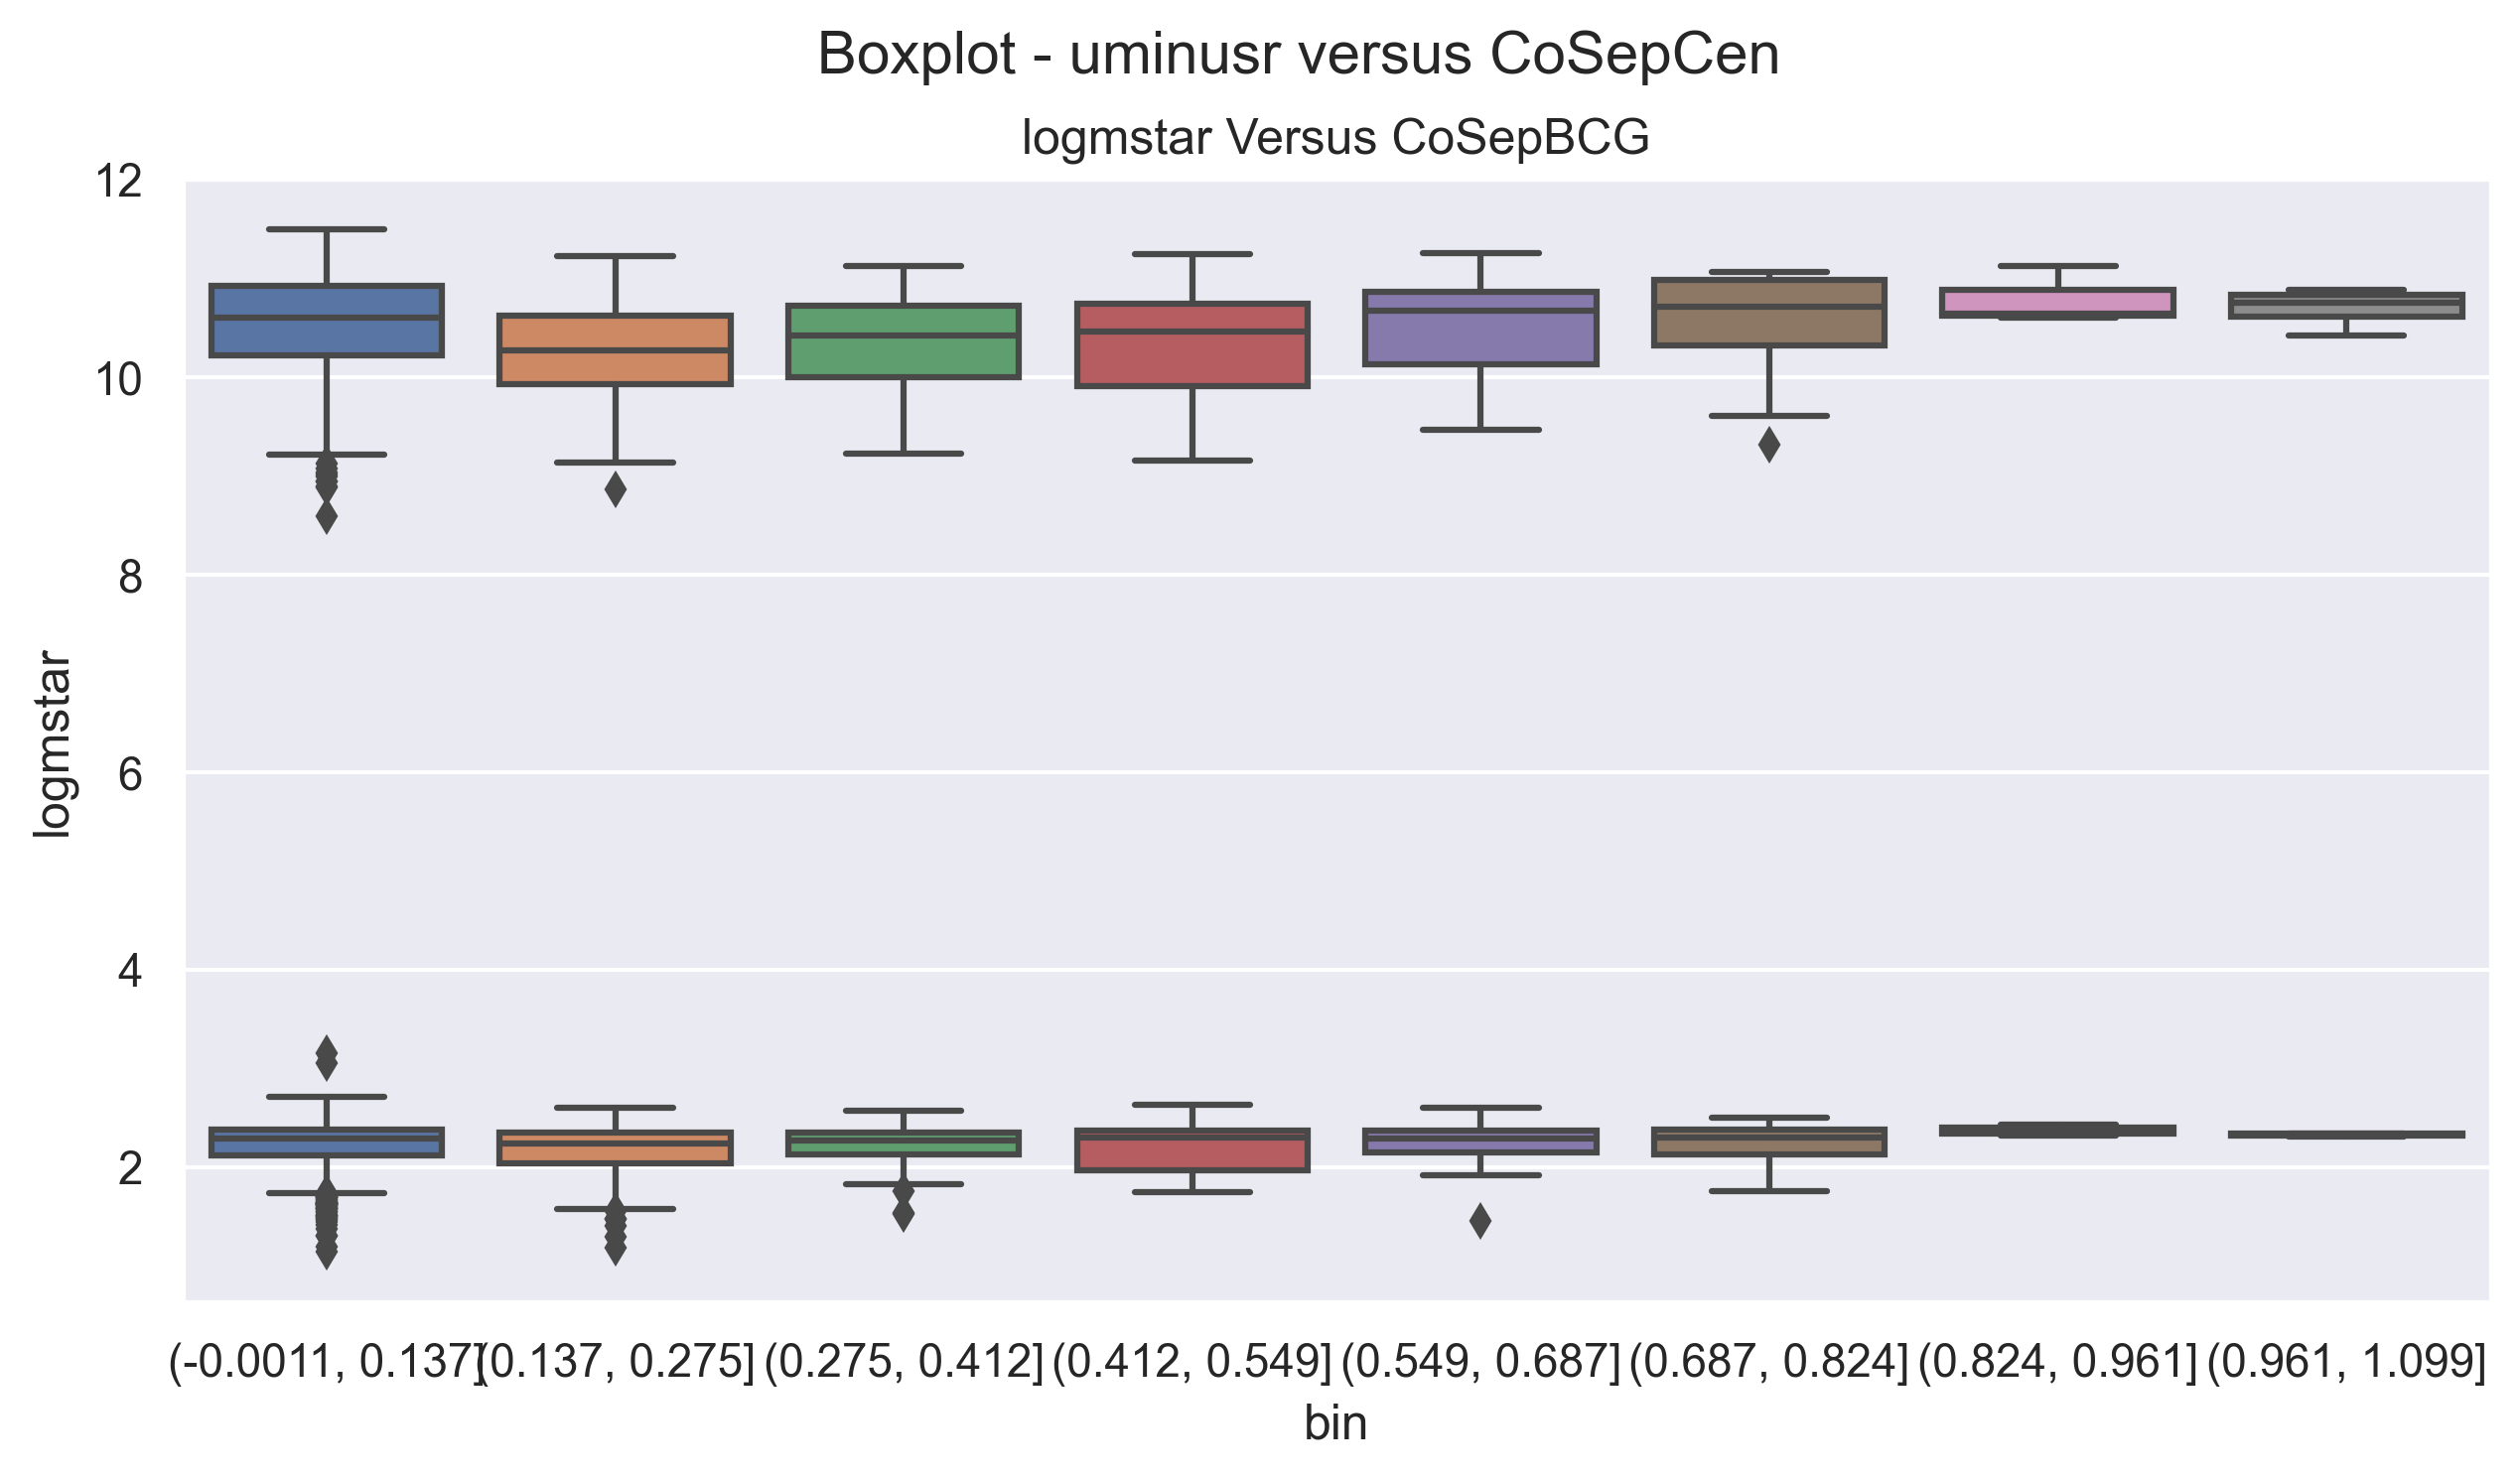 Boxplot - uminusr versus CoSepCen
logmstar Versus CoSepBCG
12
10
8
6
4
2
logmstar
(-0.0011, 0.137] (0.137, 0.275] (0.275, 0.412] (0.412, 0.549] (0.549, 0.687] (0.687, 0.824] (0.824, 0.961] (0.961, 1.099]
bin